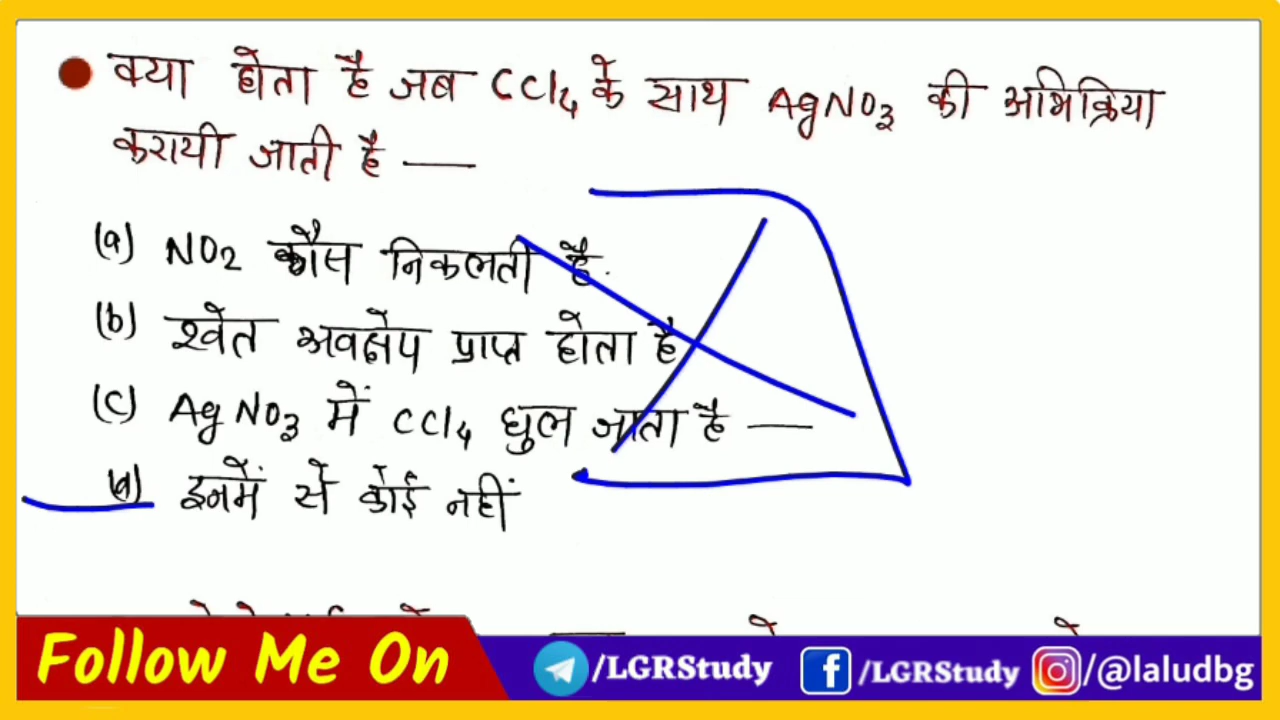 क्या होता है जब CCl₄ के साथ AgNO₃ की अभिक्रिया
करायी जाती है —
(a) NO₂ गैस निकलती है.
(b) श्वेत अवक्षेप प्राप्त होता है
(c) AgNO₃ में CCl₄ घुल जाता है —
(d) इनमें से कोई नहीं
Follow Me On /LGRStudy /LGRStudy /@laludbg